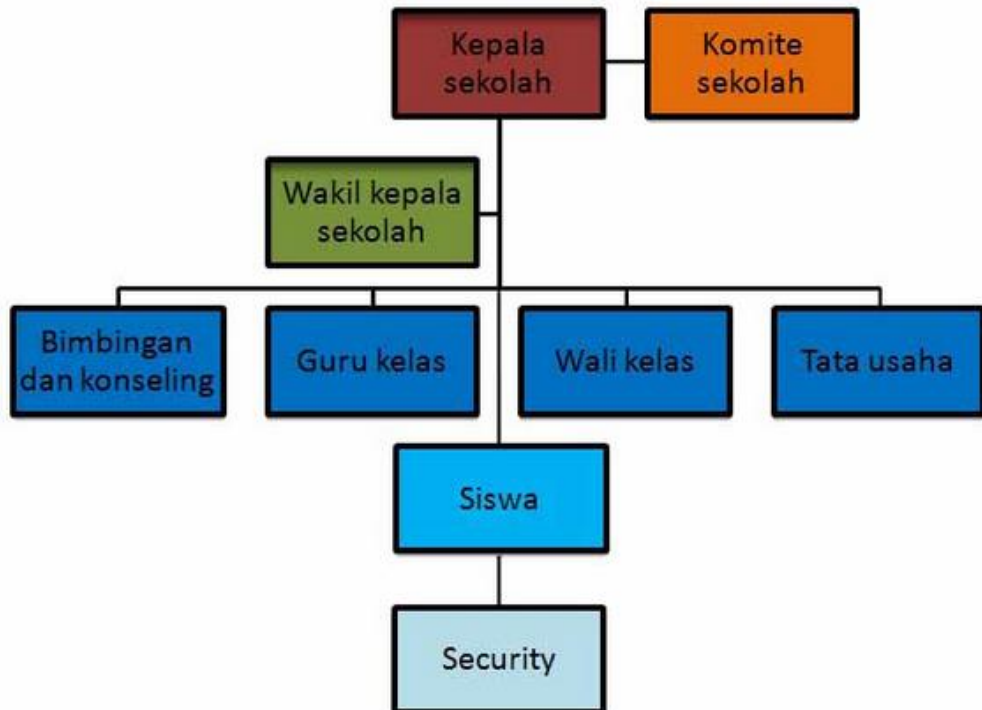 Kepala
sekolah
Komite
sekolah
Wakil kepala
sekolah
Bimbingan
dan konseling
Guru kelas
Wali kelas
Tata usaha
Siswa
Security